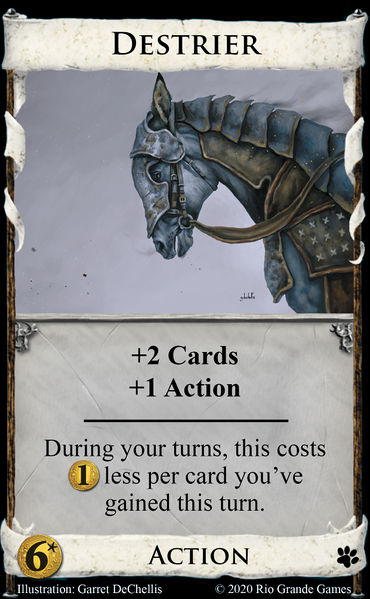 DESTRIER
+2 Cards
+1 Action
During your turns, this costs
1 less per card you've
gained this turn.
6* ACTION
Illustration: Garret DeChellis © 2020 Rio Grande Games